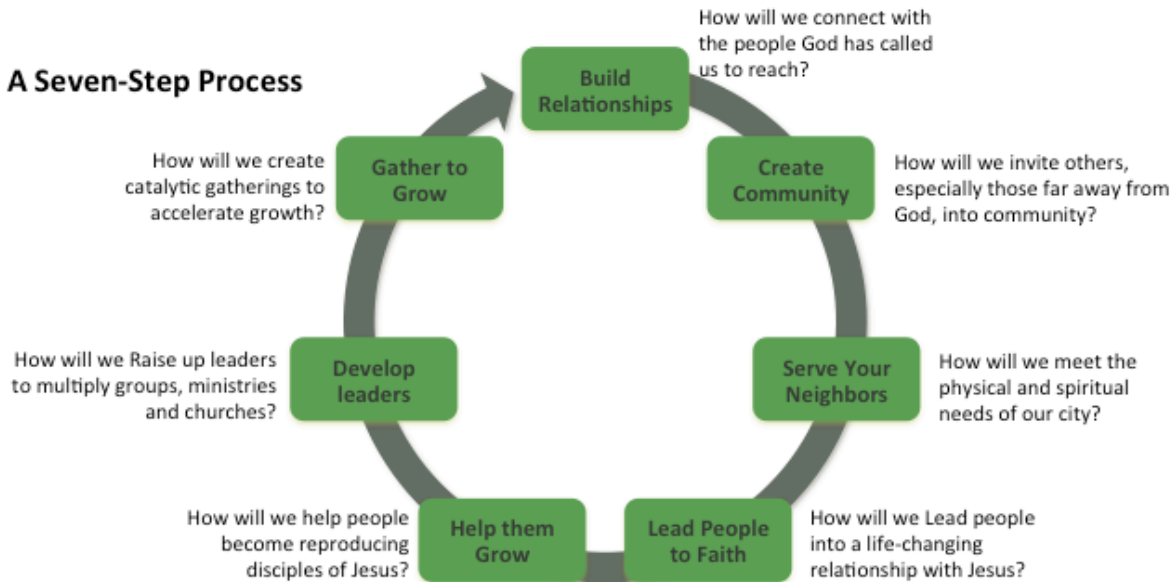 A Seven-Step Process
Build
Relationships
How will we connect with
the people God has called
us to reach?
Create
Community
How will we invite others,
especially those far away from
God, into community?
Serve Your
Neighbors
How will we meet the
physical and spiritual
needs of our city?
Lead People
to Faith
How will we Lead people
into a life-changing
relationship with Jesus?
Help them
Grow
How will we help people
become reproducing
disciples of Jesus?
Develop
leaders
How will we Raise up leaders
to multiply groups, ministries
and churches?
Gather to
Grow
How will we create
catalytic gatherings to
accelerate growth?